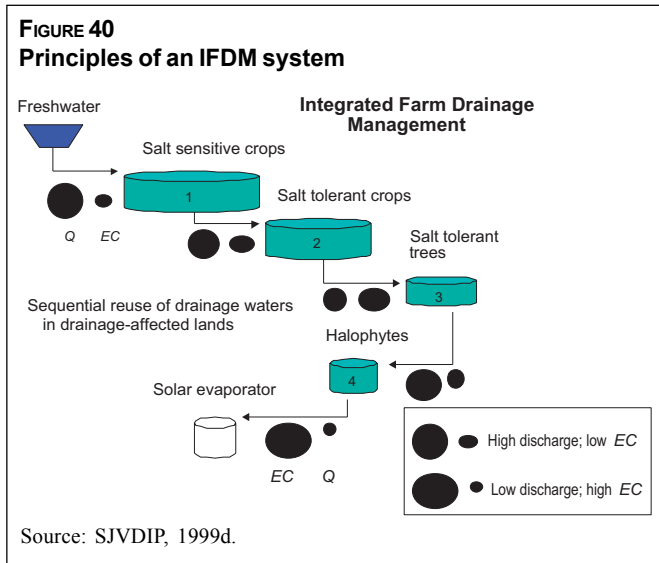 FIGURE 40
Principles of an IFDM system
Freshwater
Integrated Farm Drainage
Management
Salt sensitive crops
1
Q EC
Salt tolerant crops
2
Salt tolerant
trees
3
Sequential reuse of drainage waters
in drainage-affected lands
Halophytes
4
Solar evaporator
EC Q
High discharge; low EC
Low discharge; high EC
Source: SJVDIP, 1999d.